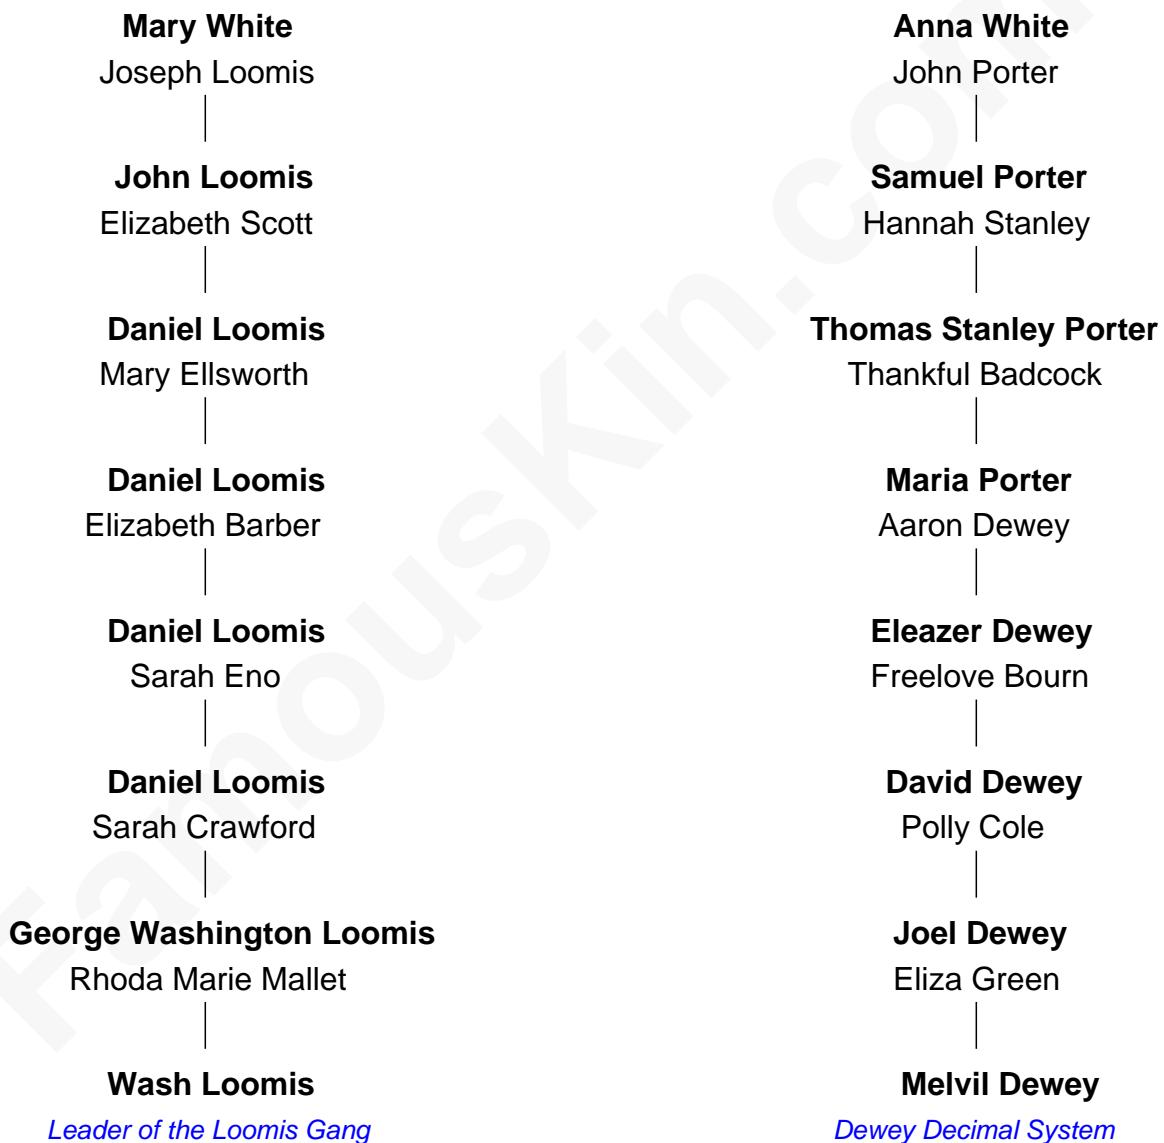 Mary White
Joseph Loomis
John Loomis
Elizabeth Scott
Daniel Loomis
Mary Ellsworth
Daniel Loomis
Elizabeth Barber
Daniel Loomis
Sarah Eno
Daniel Loomis
Sarah Crawford
George Washington Loomis
Rhoda Marie Mallet
Wash Loomis
Leader of the Loomis Gang
Anna White
John Porter
Samuel Porter
Hannah Stanley
Thomas Stanley Porter
Thankful Badcock
Maria Porter
Aaron Dewey
Eleazer Dewey
Freelove Bourn
David Dewey
Polly Cole
Joel Dewey
Eliza Green
Melvil Dewey
Dewey Decimal System
FamousKin.com